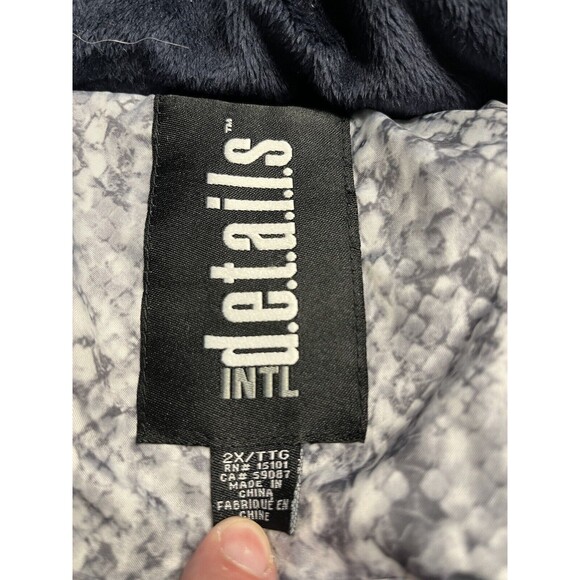 d.e.t.a.i.l.s™
INTL
2X/TTG
RN# 15101
CA# 59087
MADE IN
CHINA
FABRIQUÉ EN
CHINE